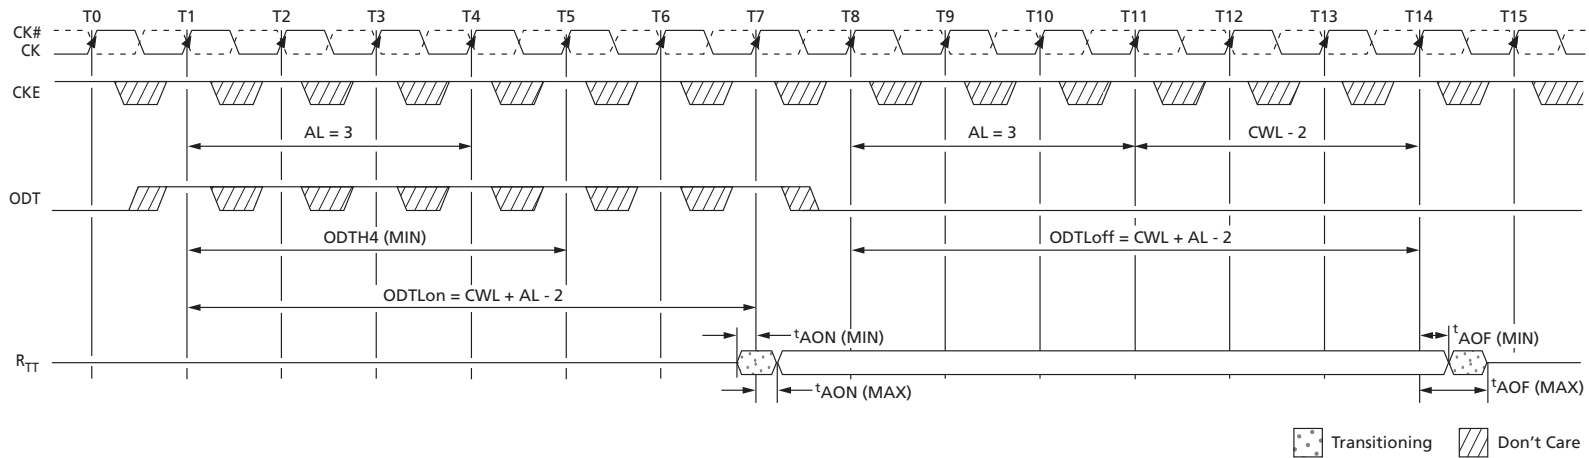 T0 T1 T2 T3 T4 T5 T6 T7 T8 T9 T10 T11 T12 T13 T14 T15
CK#
CK
CKE
AL = 3 AL = 3 CWL - 2
ODT
ODTH4 (MIN) ODTLoff = CWL + AL - 2
ODTLon = CWL + AL - 2
tAON (MIN) tAOF (MIN)
RTT
tAON (MAX) tAOF (MAX)
Transitioning Don't Care